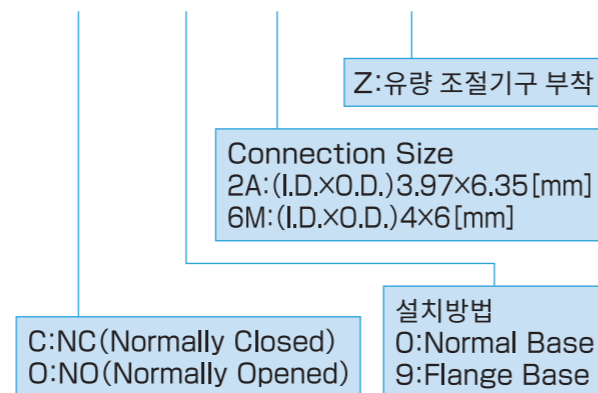 Z:유량 조절기구 부착
Connection Size
2A:(I.D.×O.D.)3.97×6.35[mm]
6M:(I.D.×O.D.)4×6[mm]
설치방법
0:Normal Base
9:Flange Base
C:NC(Normally Closed)
O:NO(Normally Opened)